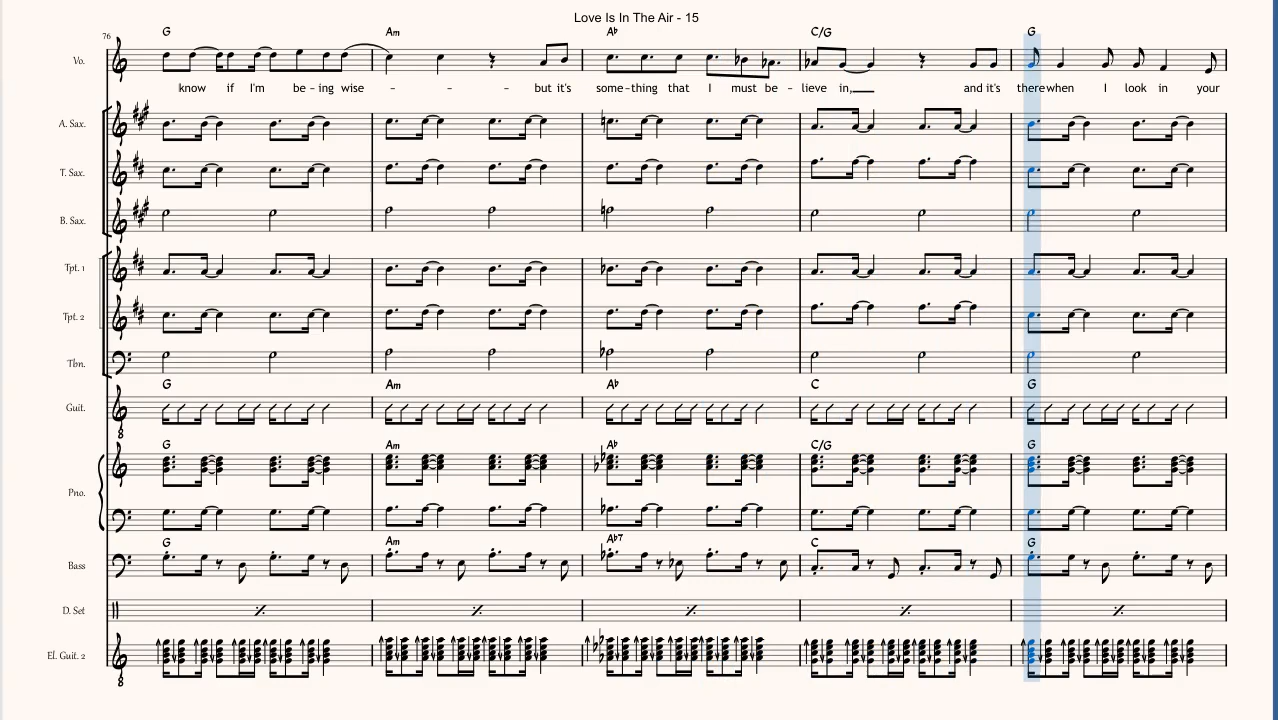 Love Is In The Air - 15
76 G Am A♭ C/G G
Vo.
know if I'm be - ing wise - - - but it's some - thing that I must be - lieve in, and it's there when I look in your
A. Sax.
T. Sax.
B. Sax.
Tpt. 1
Tpt. 2
Tbn.
G Am A♭ C G
Guit.
8
G Am A♭ C/G G
Pno.
G Am A♭7 C G
Bass
D. Set
El. Guit. 2
8